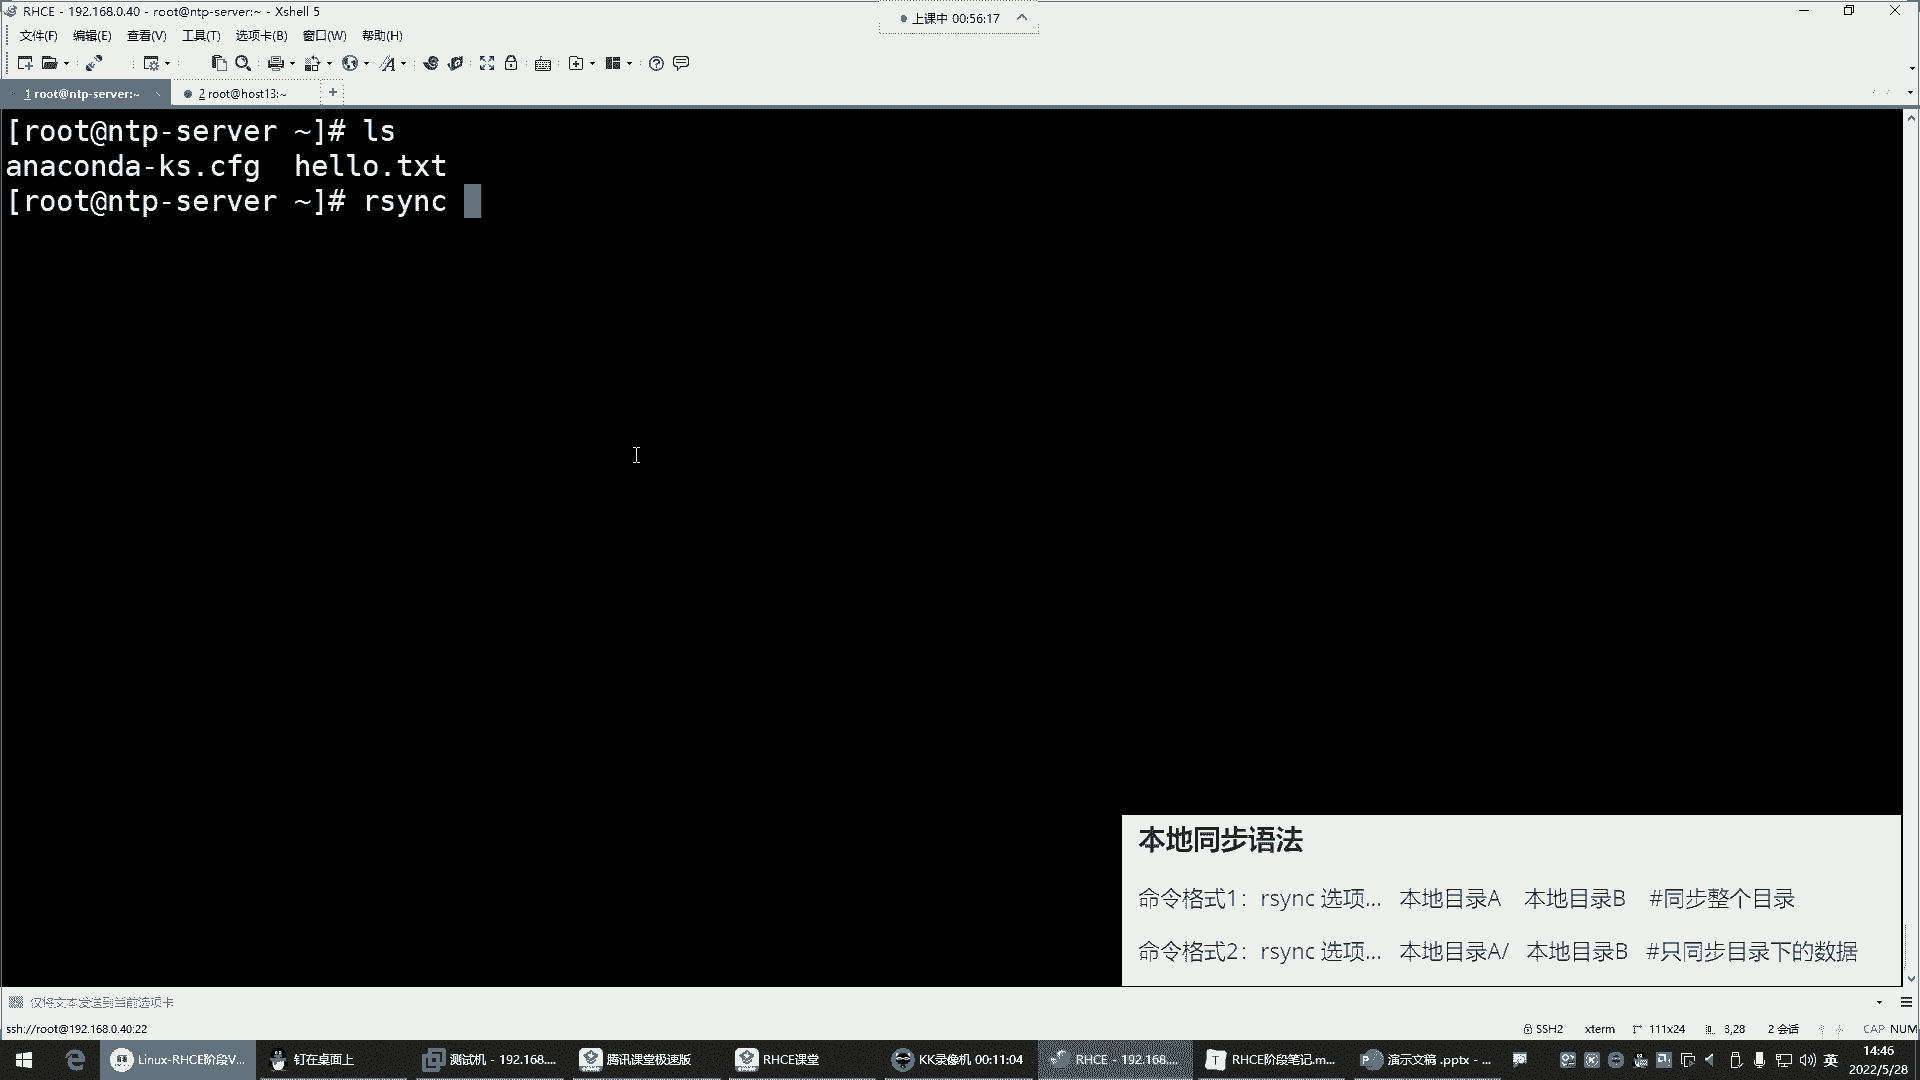 RHCE - 192.168.0.40 - root@ntp-server:~ - Xshell 5
上课中 00:56:17
文件(F) 编辑(E) 查看(V) 工具(T) 选项卡(B) 窗口(W) 帮助(H)
1 root@ntp-server:~ 2 root@host13:~ +
[root@ntp-server ~]# ls
anaconda-ks.cfg  hello.txt
[root@ntp-server ~]# rsync
本地同步语法
命令格式1：rsync 选项... 本地目录A 本地目录B #同步整个目录
命令格式2：rsync 选项... 本地目录A/ 本地目录B #只同步目录下的数据
仅将文本发送到当前选项卡
ssh://root@192.168.0.40:22 SSH2 xterm 111x24 3,28 2 会话 CAP NUM
Linux-RHCE阶段V... 钉在桌面上 测试机 - 192.168.... 腾讯课堂极速版 RHCE课堂 KK录像机 00:11:04 RHCE - 192.168.... RHCE阶段笔记.m... 演示文稿 .pptx - ... 英 14:46
2022/5/28